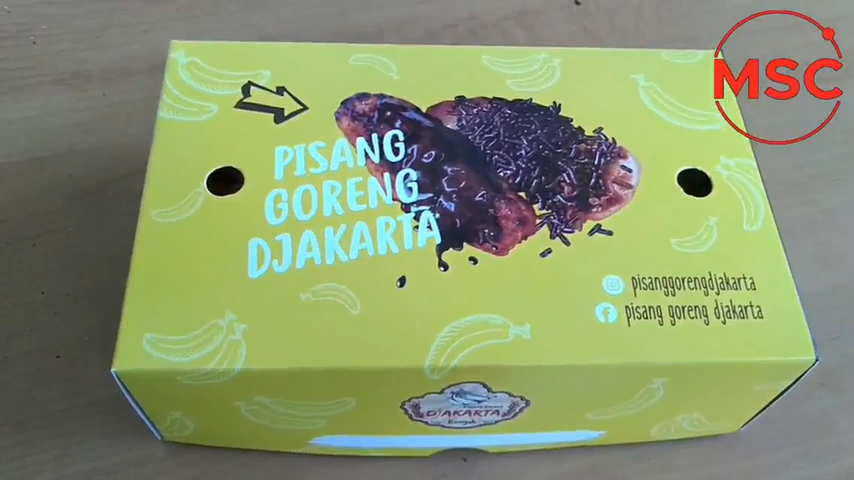 MSC
PISANG
GORENG
DJAKARTA
pisanggorengdjakarta
pisang goreng djakarta
DJAKARTA